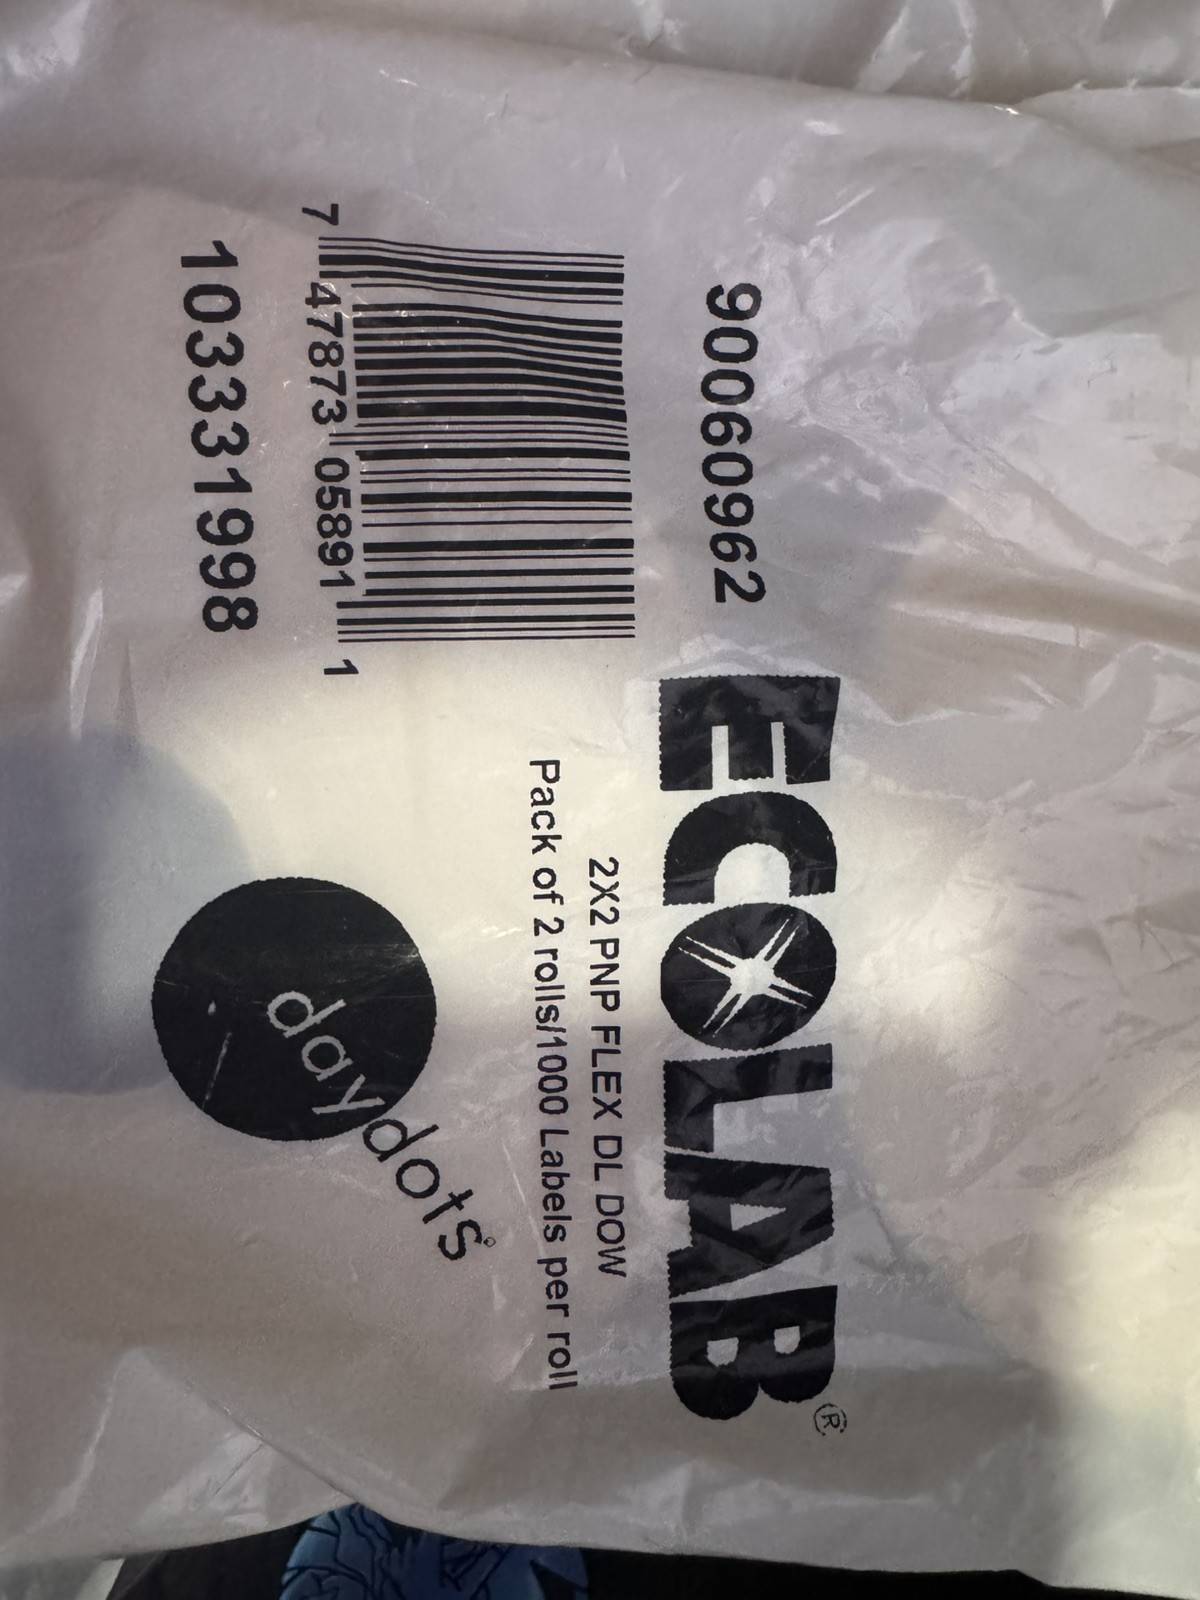 90060962
ECOLAB®
7 47873 05891 1
2X2 PNP FLEX DL DOW
Pack of 2 rolls/1000 Labels per roll
103331998
daydots®